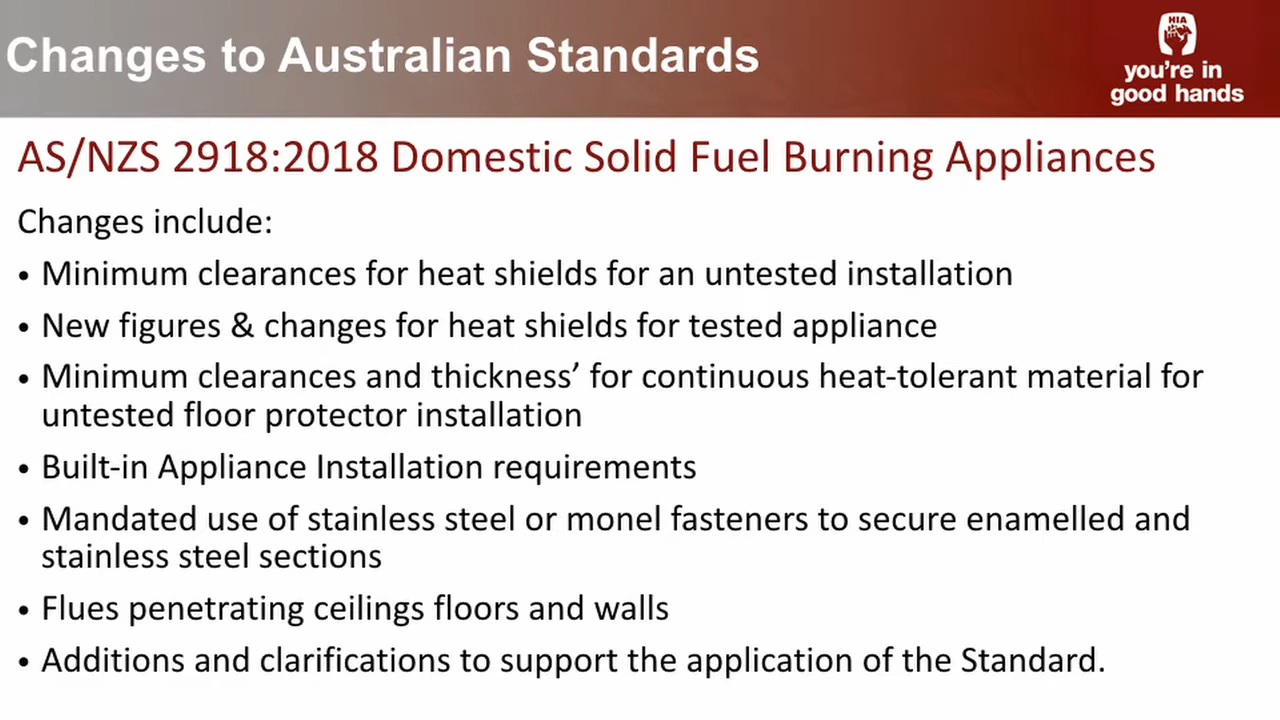 Changes to Australian Standards
HIA
you're in
good hands
AS/NZS 2918:2018 Domestic Solid Fuel Burning Appliances
Changes include:
• Minimum clearances for heat shields for an untested installation
• New figures & changes for heat shields for tested appliance
• Minimum clearances and thickness’ for continuous heat-tolerant material for
untested floor protector installation
• Built-in Appliance Installation requirements
• Mandated use of stainless steel or monel fasteners to secure enamelled and
stainless steel sections
• Flues penetrating ceilings floors and walls
• Additions and clarifications to support the application of the Standard.